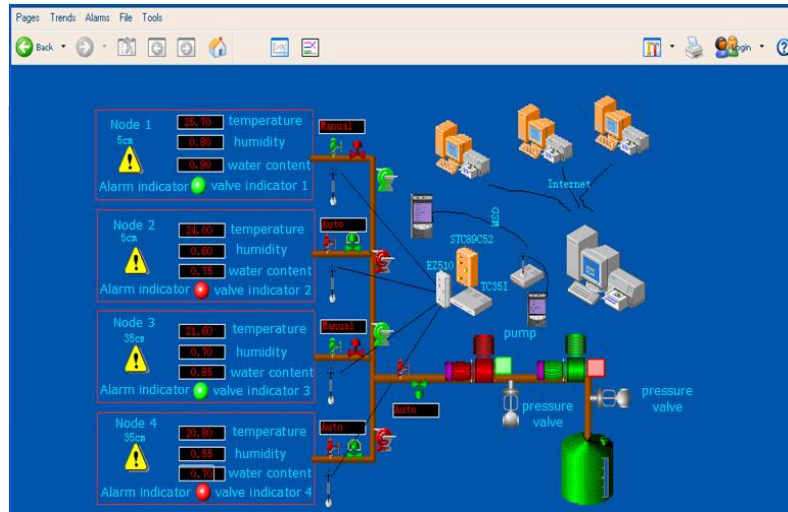 Pages Trends Alarms File Tools
Back
Login
Node 1
5cm
25.70 temperature
0.80 humidity
0.90 water content
Alarm indicator valve indicator 1
Manual
Node 2
5cm
24.00 temperature
0.60 humidity
0.75 water content
Alarm indicator valve indicator 2
Auto
Node 3
35cm
21.60 temperature
0.70 humidity
0.85 water content
Alarm indicator valve indicator 3
Manual
Node 4
35cm
20.80 temperature
0.55 humidity
0.70 water content
Alarm indicator valve indicator 4
Auto
Internet
GSM
STC89C52
EZ510
TC35I
pump
Auto
pressure
valve
pressure
valve